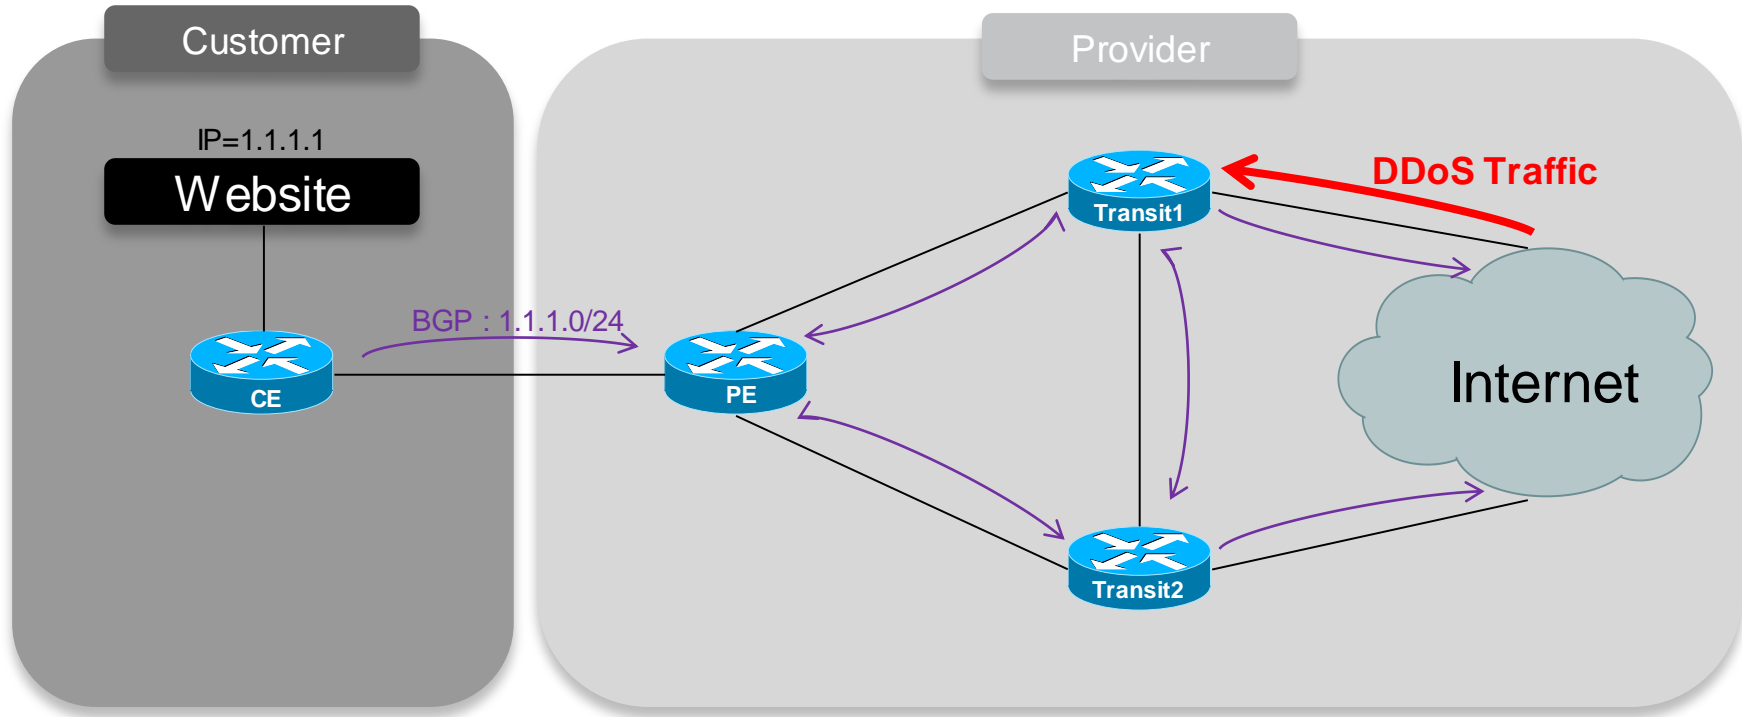 Customer
Provider
IP=1.1.1.1
Website
DDoS Traffic
Transit1
BGP : 1.1.1.0/24
CE
PE
Internet
Transit2